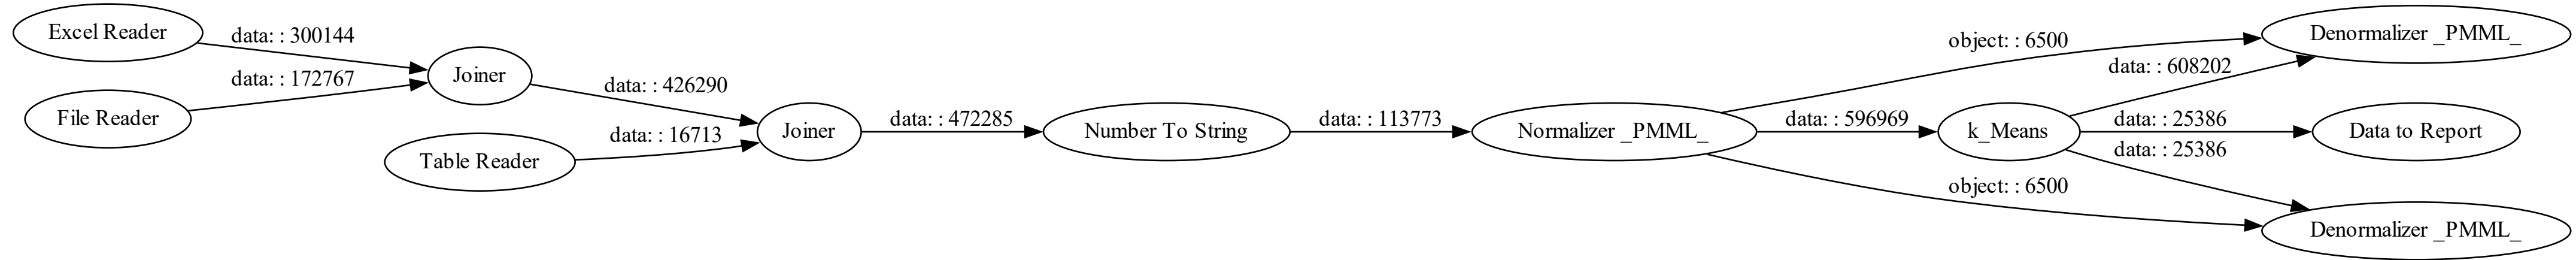 Excel Reader
data: : 300144
File Reader
data: : 172767
Joiner
data: : 426290
Table Reader
data: : 16713
Joiner
data: : 472285
Number To String
data: : 113773
Normalizer _PMML_
object: : 6500
data: : 596969
object: : 6500
k_Means
data: : 608202
data: : 25386
data: : 25386
Denormalizer _PMML_
Data to Report
Denormalizer _PMML_